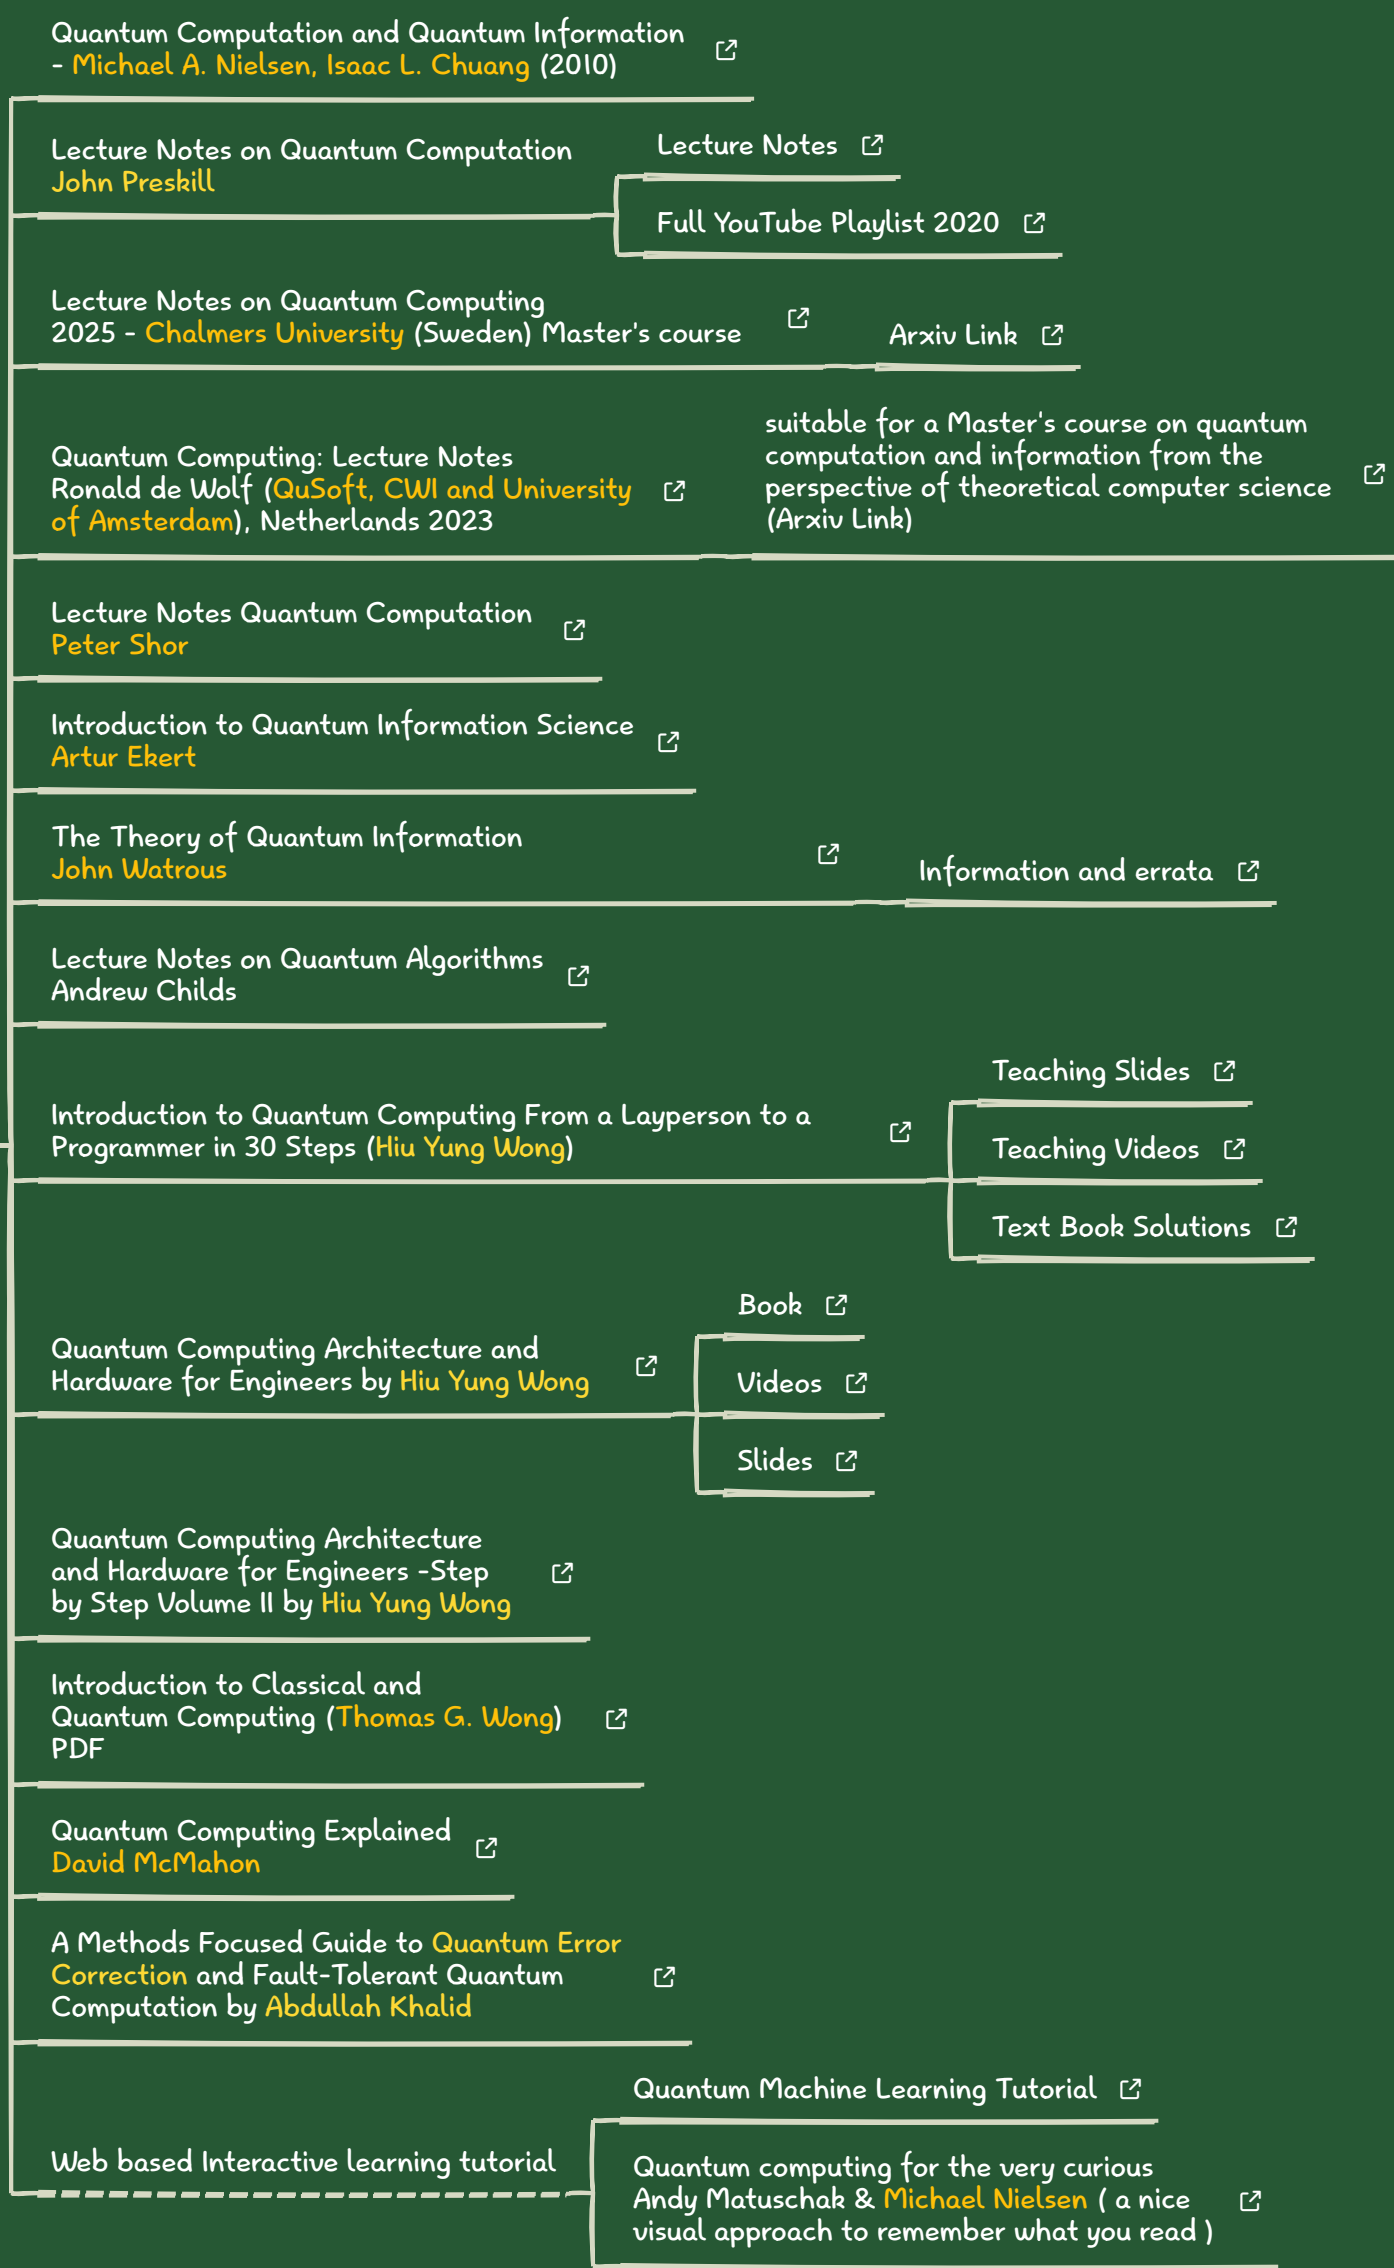 Quantum Computation and Quantum Information
- Michael A. Nielsen, Isaac L. Chuang (2010)
Lecture Notes on Quantum Computation
John Preskill
Lecture Notes
Full YouTube Playlist 2020
Lecture Notes on Quantum Computing
2025 - Chalmers University (Sweden) Master's course
Arxiv Link
Quantum Computing: Lecture Notes
Ronald de Wolf (QuSoft, CWI and University
of Amsterdam), Netherlands 2023
suitable for a Master's course on quantum
computation and information from the
perspective of theoretical computer science
(Arxiv Link)
Lecture Notes Quantum Computation
Peter Shor
Introduction to Quantum Information Science
Artur Ekert
The Theory of Quantum Information
John Watrous
Information and errata
Lecture Notes on Quantum Algorithms
Andrew Childs
Introduction to Quantum Computing From a Layperson to a
Programmer in 30 Steps (Hiu Yung Wong)
Teaching Slides
Teaching Videos
Text Book Solutions
Quantum Computing Architecture and
Hardware for Engineers by Hiu Yung Wong
Book
Videos
Slides
Quantum Computing Architecture
and Hardware for Engineers -Step
by Step Volume II by Hiu Yung Wong
Introduction to Classical and
Quantum Computing (Thomas G. Wong)
PDF
Quantum Computing Explained
David McMahon
A Methods Focused Guide to Quantum Error
Correction and Fault-Tolerant Quantum
Computation by Abdullah Khalid
Web based Interactive learning tutorial
Quantum Machine Learning Tutorial
Quantum computing for the very curious
Andy Matuschak & Michael Nielsen ( a nice
visual approach to remember what you read )